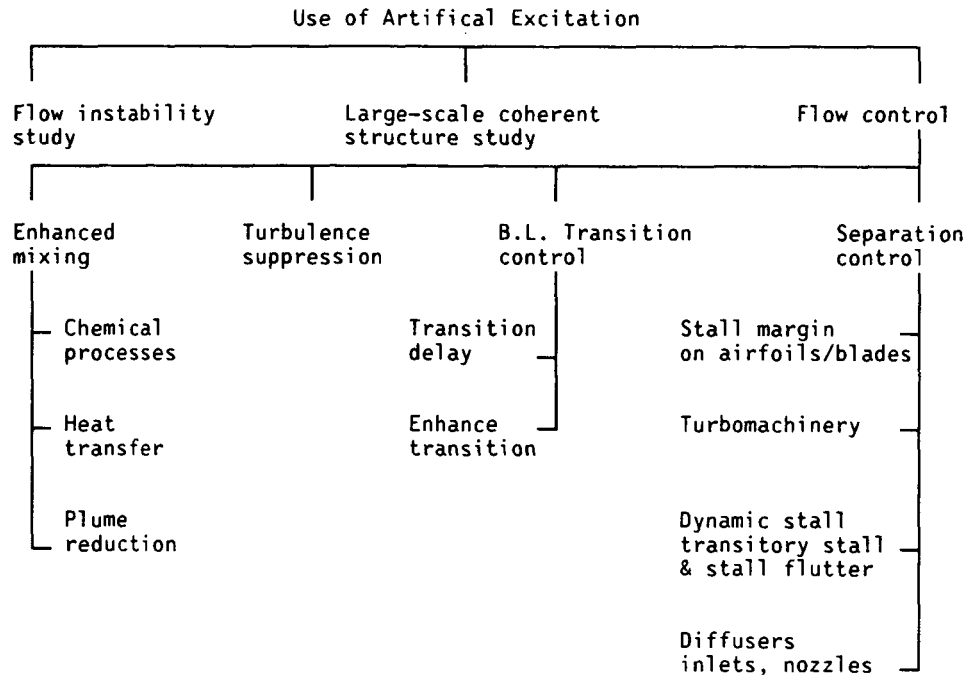 Use of Artifical Excitation
Flow instability
study
Large-scale coherent
structure study
Flow control
Enhanced
mixing
Turbulence
suppression
B.L. Transition
control
Separation
control
Chemical
processes
Heat
transfer
Plume
reduction
Transition
delay
Enhance
transition
Stall margin
on airfoils/blades
Turbomachinery
Dynamic stall
transitory stall
& stall flutter
Diffusers
inlets, nozzles